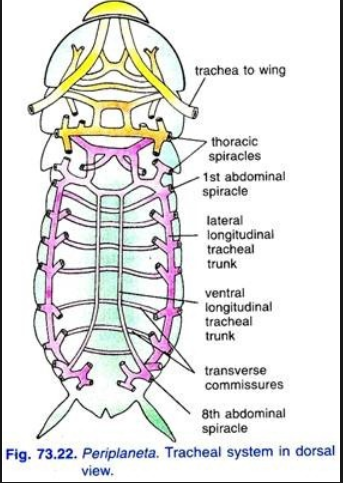 trachea to wing
thoracic
spiracles
1st abdominal
spiracle
lateral
longitudinal
tracheal
trunk
ventral
longitudinal
tracheal
trunk
transverse
commissures
8th abdominal
spiracle
Fig. 73.22. Periplaneta. Tracheal system in dorsal
view.